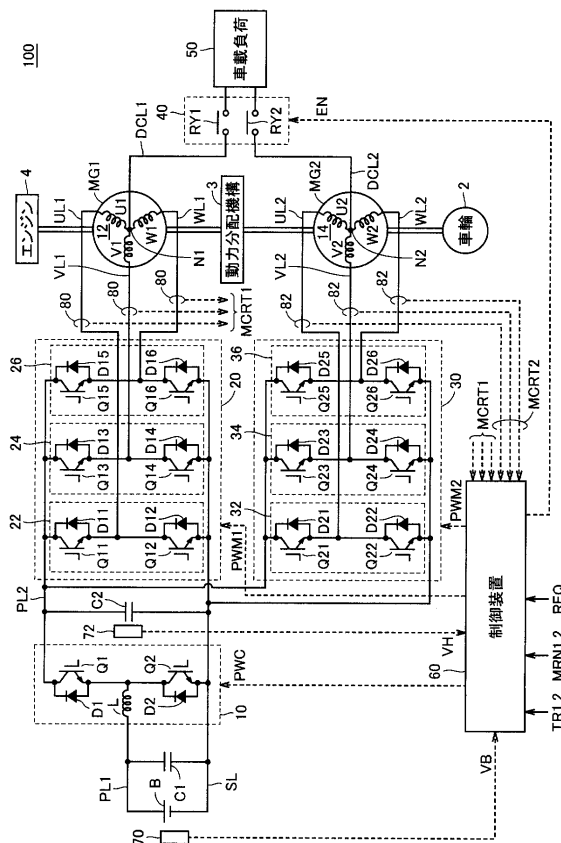 100
エンジン
4
車載負荷
50
40
RY1
RY2
EN
DCL1
DCL2
MG1
UL1
12
U1
V1
W1
WL1
VL1
N1
動力分配機構
3
MG2
UL2
14
U2
V2
W2
WL2
VL2
N2
車輪
2
80
80
80
MCRT1
82
82
82
MCRT1
MCRT2
26
D15
Q15
D16
Q16
24
D13
Q13
D14
Q14
22
D11
Q11
D12
Q12
20
36
D25
Q25
D26
Q26
34
D23
Q23
D24
Q24
32
D21
Q21
D22
Q22
30
PWM1
PWM2
PL2
C2
72
VH
Q1
Q2
D1
D2
L
10
PWC
PL1
B
C1
SL
70
VB
60
制御装置
TR1,2
MRN1,2
REQ